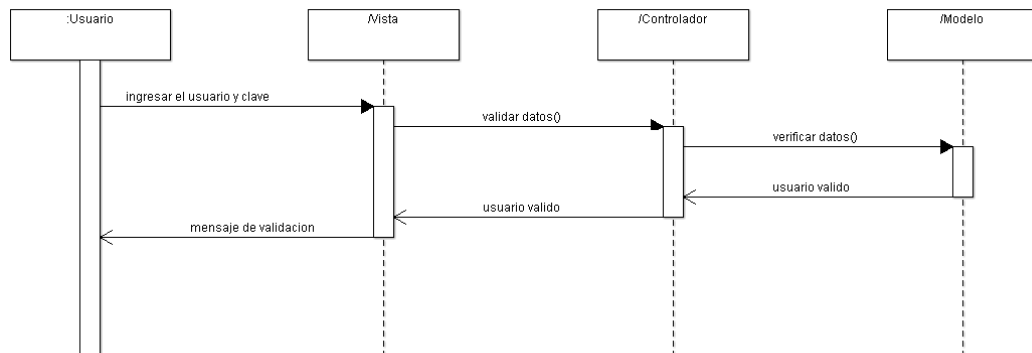 :Usuario
/Vista
/Controlador
/Modelo
ingresar el usuario y clave
validar datos()
verificar datos()
usuario valido
usuario valido
mensaje de validacion